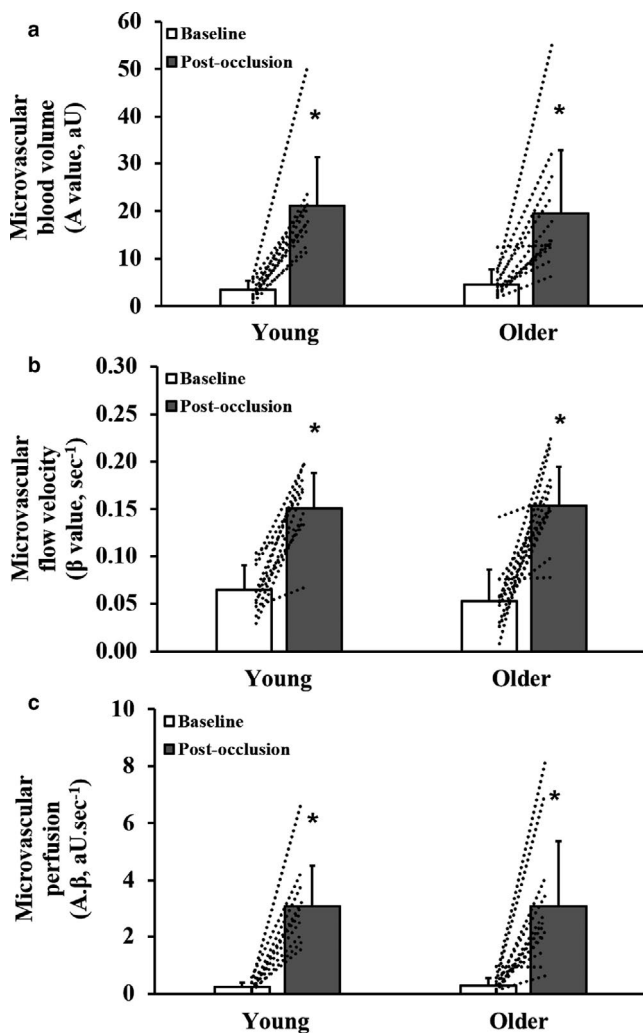 a
Baseline
Post-occlusion
Microvascular
blood volume
(A value, aU)
60
50
40
30
20
10
0
*
*
Young
Older
b
Baseline
Post-occlusion
Microvascular
flow velocity
(β value, sec⁻¹)
0.30
0.25
0.20
0.15
0.10
0.05
0.00
*
*
Young
Older
c
Baseline
Post-occlusion
Microvascular
perfusion
(A.β, aU.sec⁻¹)
10
8
6
4
2
0
*
*
Young
Older